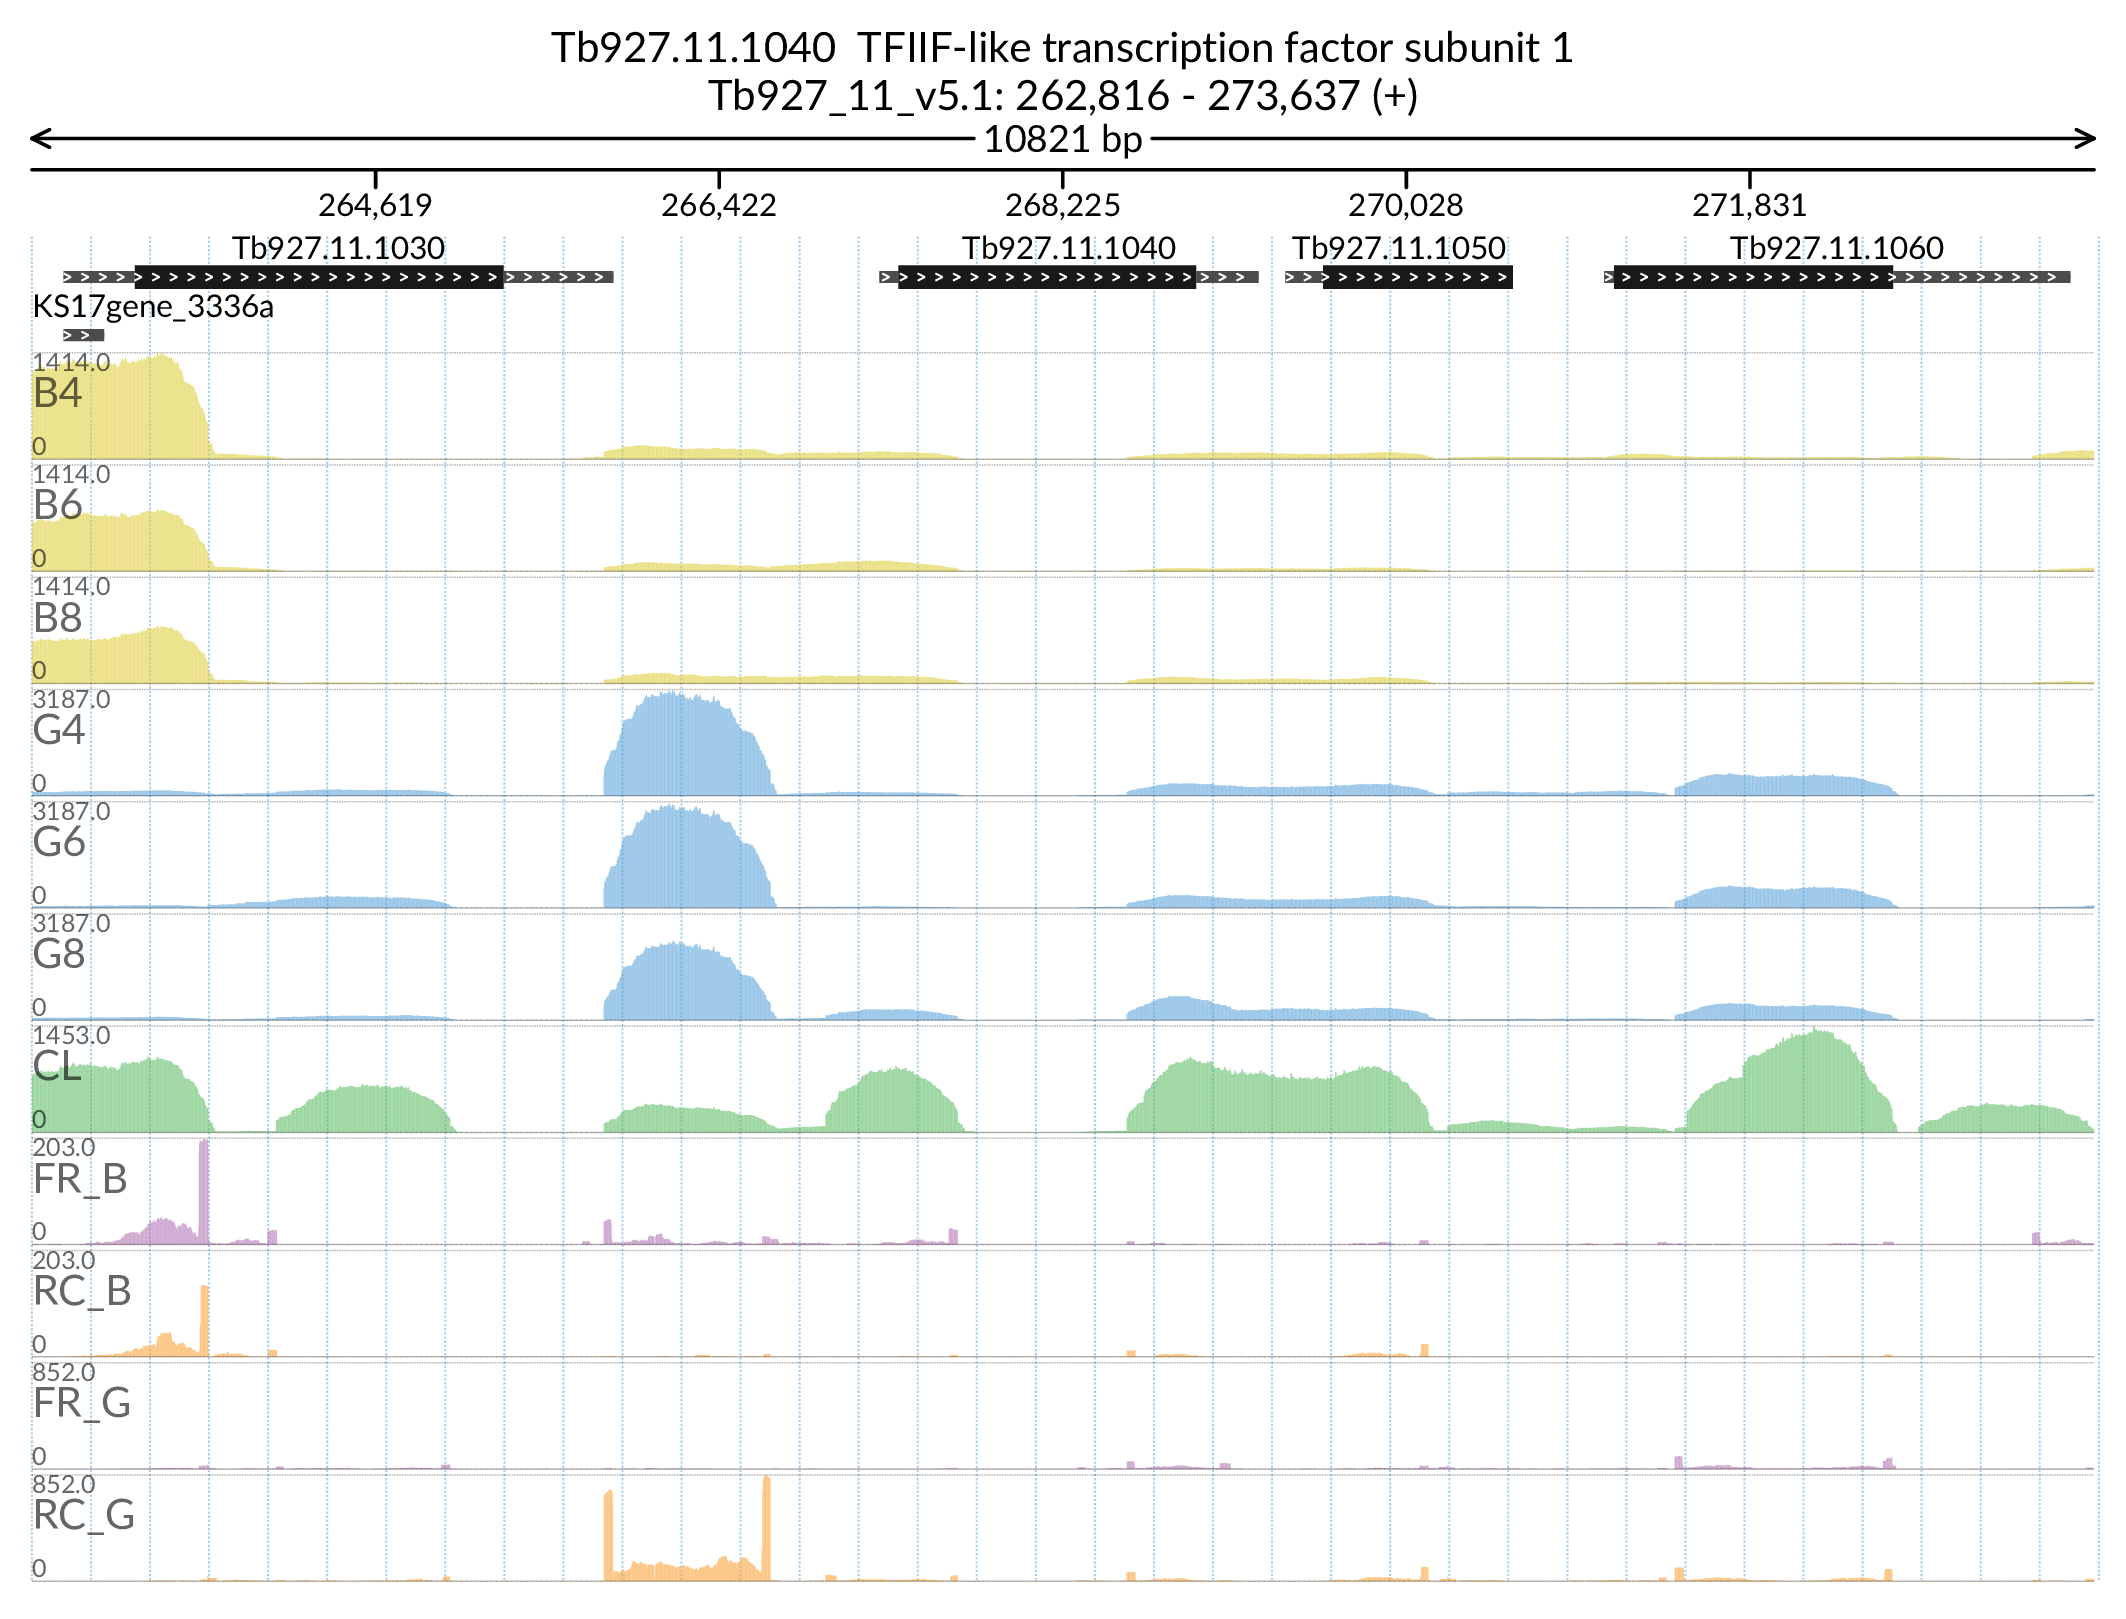 Tb927.11.1040  TFIIF-like transcription factor subunit 1
Tb927_11_v5.1: 262,816 - 273,637 (+)
10821 bp
264,619 266,422 268,225 270,028 271,831
Tb927.11.1030 Tb927.11.1040 Tb927.11.1050 Tb927.11.1060
KS17gene_3336a
1414.0
B4
0
1414.0
B6
0
1414.0
B8
0
3187.0
G4
0
3187.0
G6
0
3187.0
G8
0
1453.0
CL
0
203.0
FR_B
0
203.0
RC_B
0
852.0
FR_G
0
852.0
RC_G
0